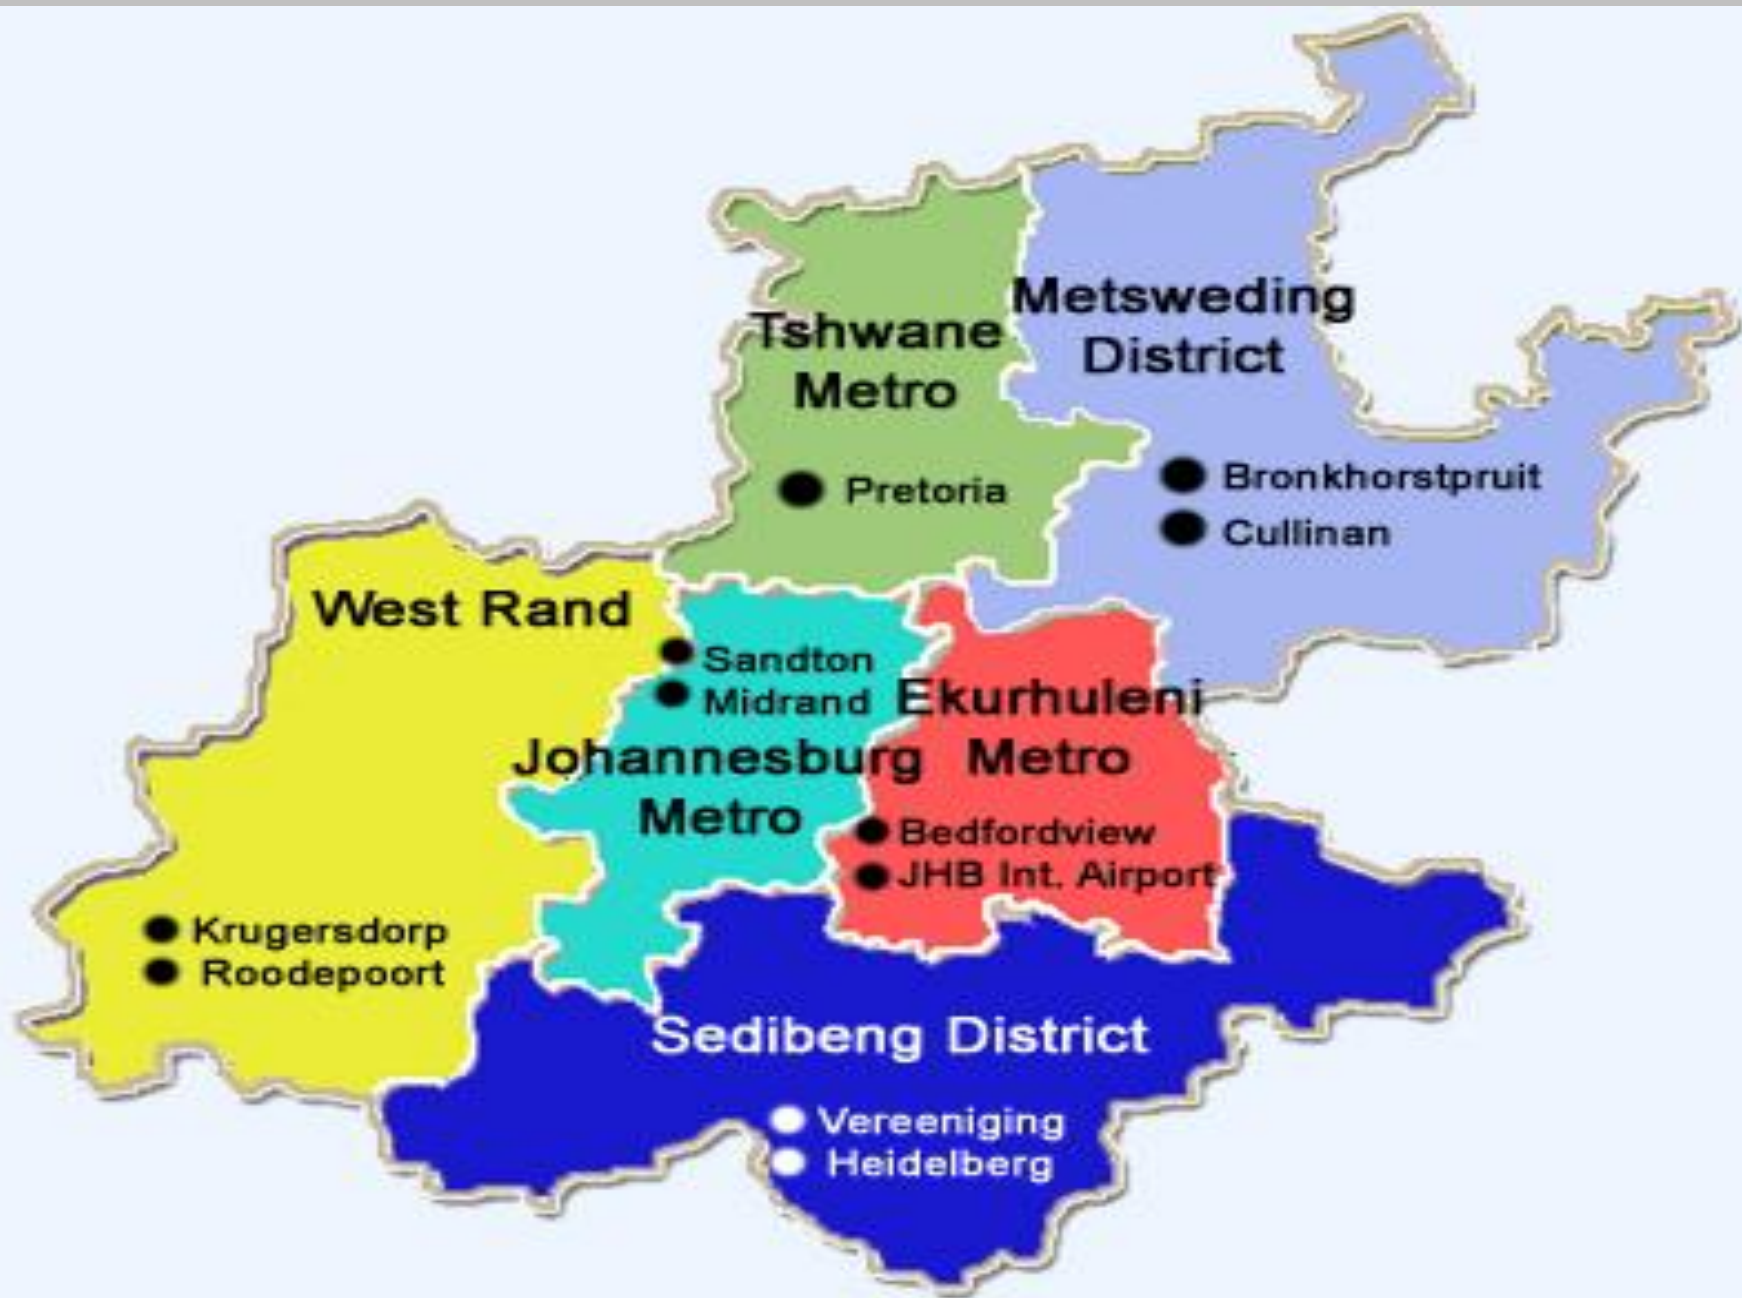 Metsweding
District
Tshwane
Metro
Bronkhorstpruit
Pretoria
Cullinan
West Rand
Sandton
Midrand
Ekurhuleni
Metro
Johannesburg
Metro
Bedfordview
JHB Int. Airport
Krugersdorp
Roodepoort
Sedibeng District
Vereeniging
Heidelberg